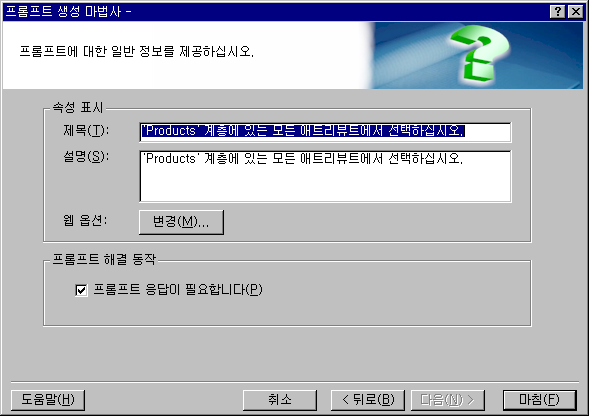 프롬프트 생성 마법사 -
프롬프트에 대한 일반 정보를 제공하십시오.
속성 표시
제목(T):
'Products' 계층에 있는 모든 애트리뷰트에서 선택하십시오.
설명(S):
'Products' 계층에 있는 모든 애트리뷰트에서 선택하십시오.
웹 옵션:
변경(M)...
프롬프트 해결 동작
프롬프트 응답이 필요합니다(P)
도움말(H)
취소
< 뒤로(B)
다음(N) >
마침(F)